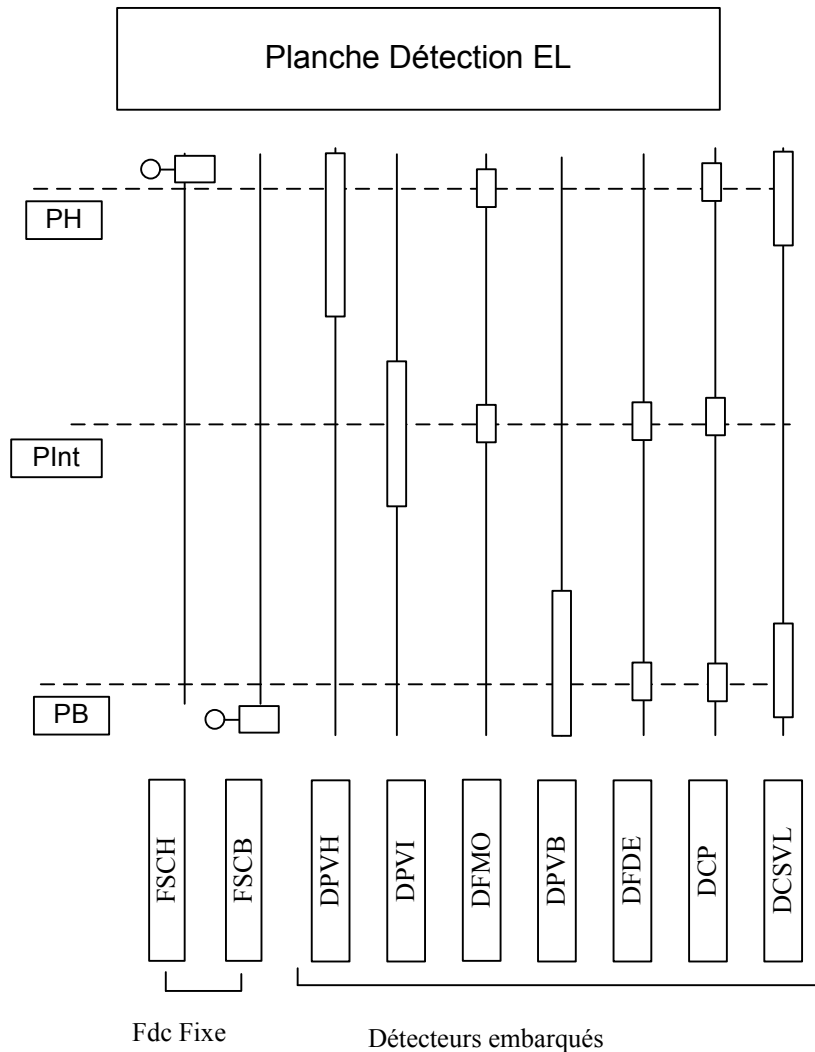 Planche Détection EL
PH
PInt
PB
FSCH
FSCB
DPVH
DPVI
DFMO
DPVB
DFDE
DCP
DCSVL
Fdc Fixe
Détecteurs embarqués